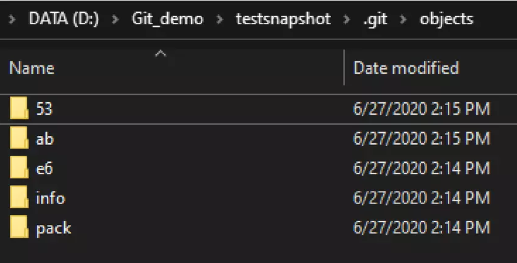 DATA (D:) > Git_demo > testsnapshot > .git > objects
Name Date modified
53 6/27/2020 2:15 PM
ab 6/27/2020 2:15 PM
e6 6/27/2020 2:14 PM
info 6/27/2020 2:14 PM
pack 6/27/2020 2:14 PM